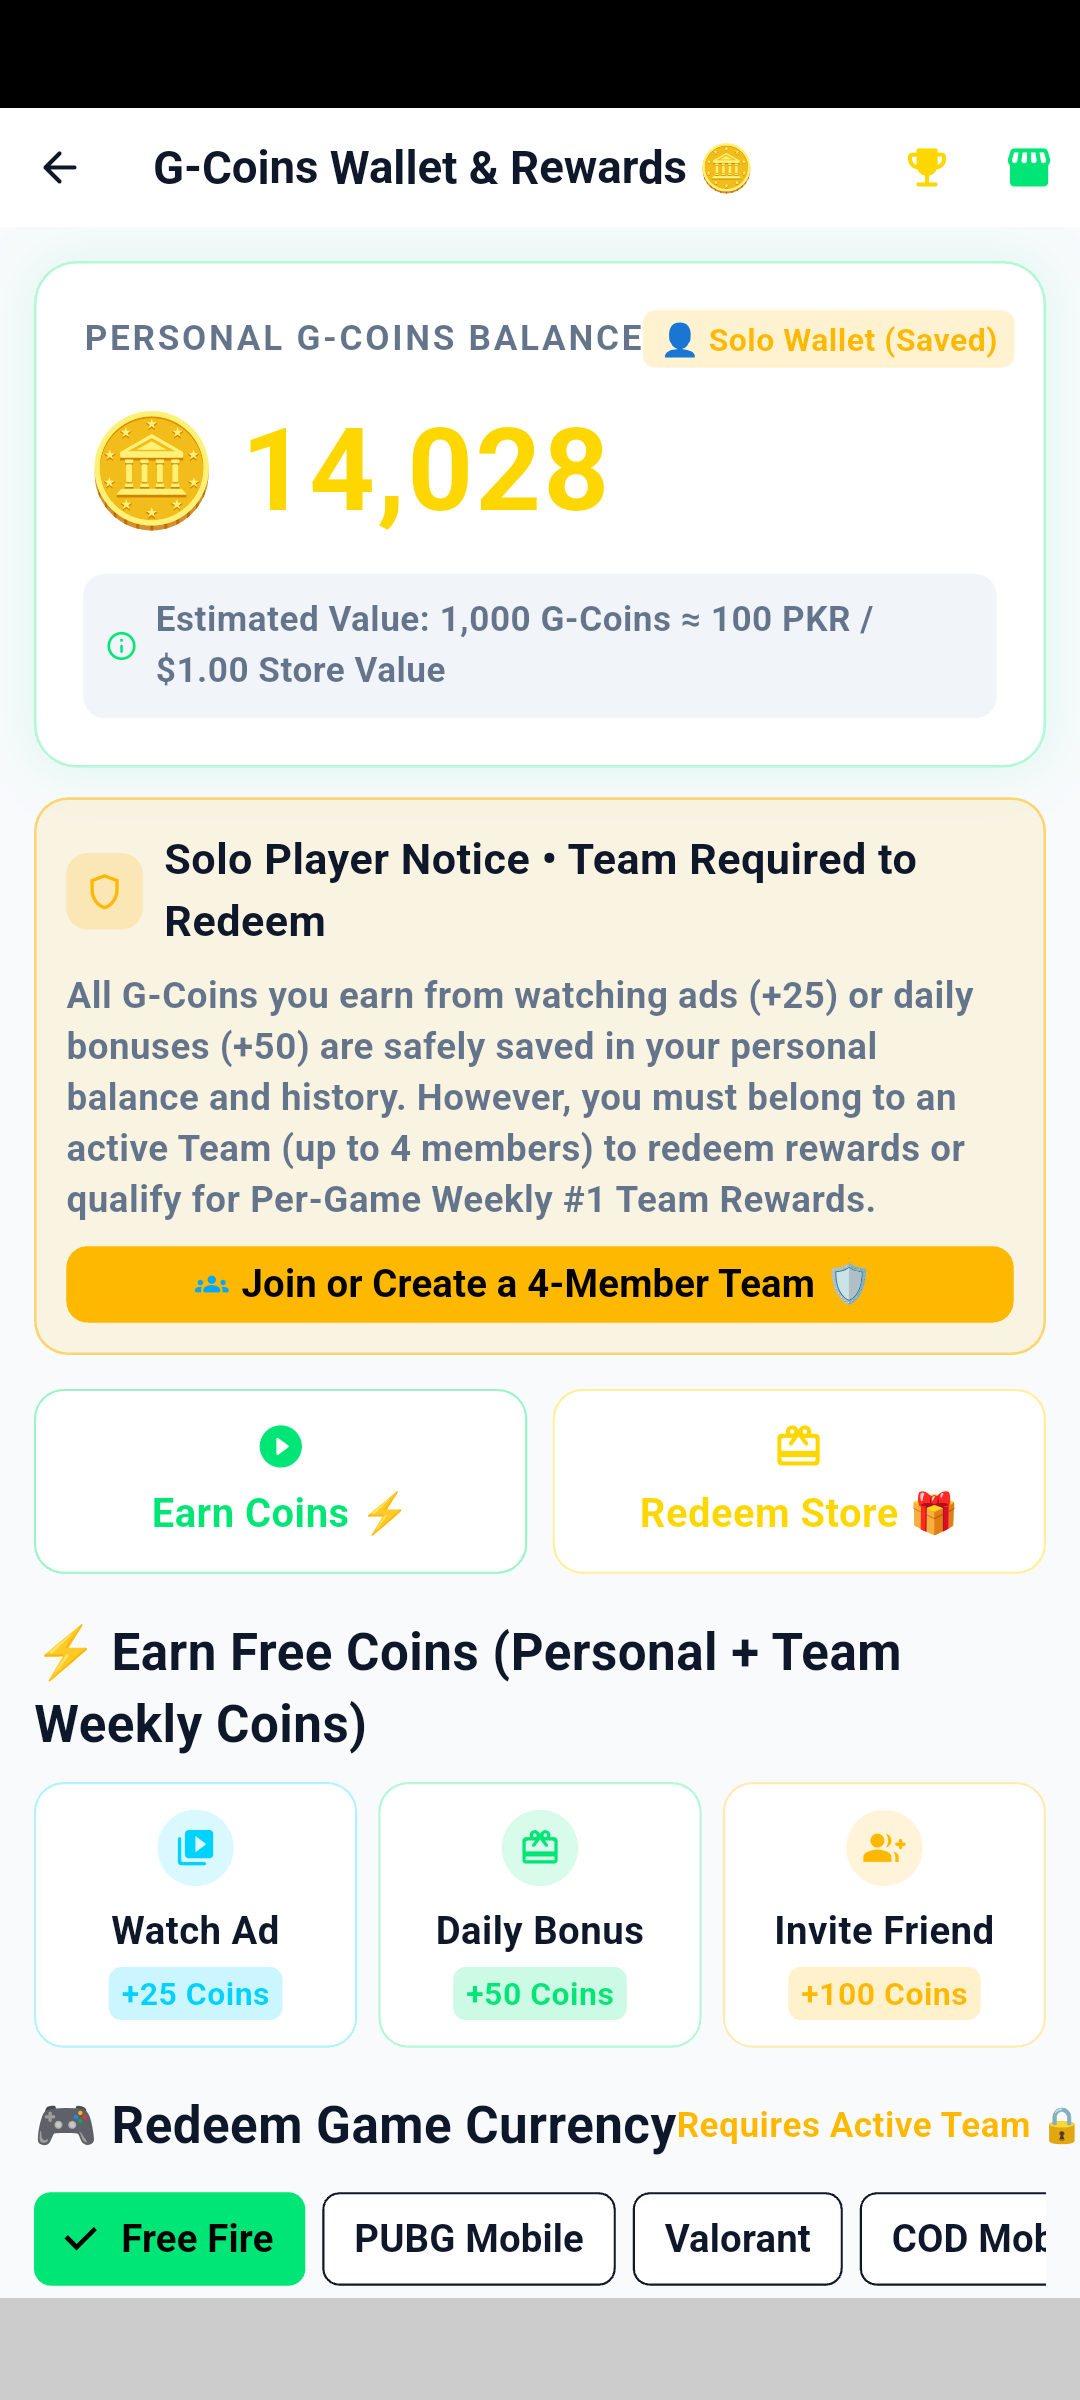 G-Coins Wallet & Rewards 🪙
PERSONAL G-COINS BALANCE
👤 Solo Wallet (Saved)
🪙 14,028
Estimated Value: 1,000 G-Coins ≈ 100 PKR /
$1.00 Store Value
Solo Player Notice • Team Required to
Redeem
All G-Coins you earn from watching ads (+25) or daily
bonuses (+50) are safely saved in your personal
balance and history. However, you must belong to an
active Team (up to 4 members) to redeem rewards or
qualify for Per-Game Weekly #1 Team Rewards.
Join or Create a 4-Member Team 🛡️
Earn Coins ⚡
Redeem Store 🎁
⚡ Earn Free Coins (Personal + Team
Weekly Coins)
Watch Ad
+25 Coins
Daily Bonus
+50 Coins
Invite Friend
+100 Coins
🎮 Redeem Game Currency
Requires Active Team 🔒
Free Fire
PUBG Mobile
Valorant
COD Mob